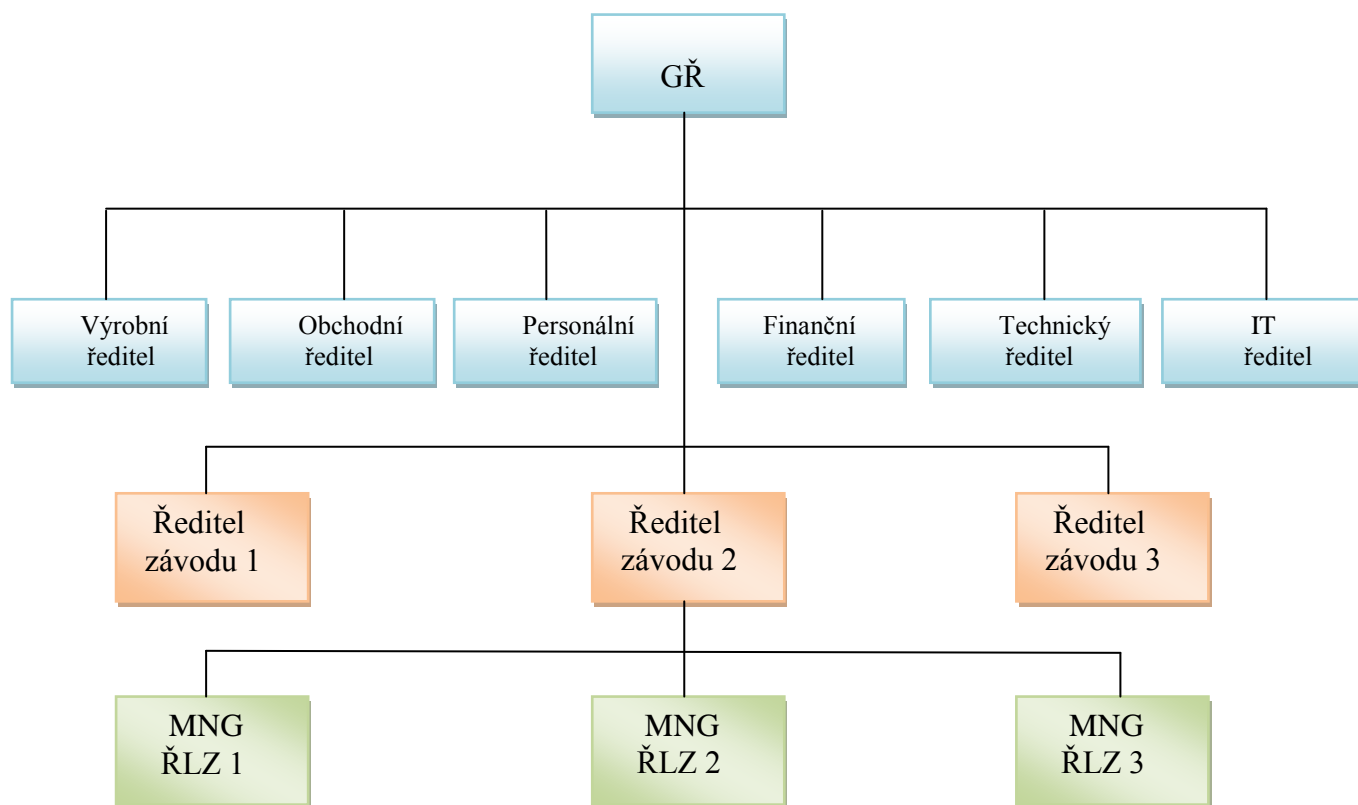 GŘ
Výrobní
ředitel
Obchodní
ředitel
Personální
ředitel
Finanční
ředitel
Technický
ředitel
IT
ředitel
Ředitel
závodu 1
Ředitel
závodu 2
Ředitel
závodu 3
MNG
ŘLZ 1
MNG
ŘLZ 2
MNG
ŘLZ 3